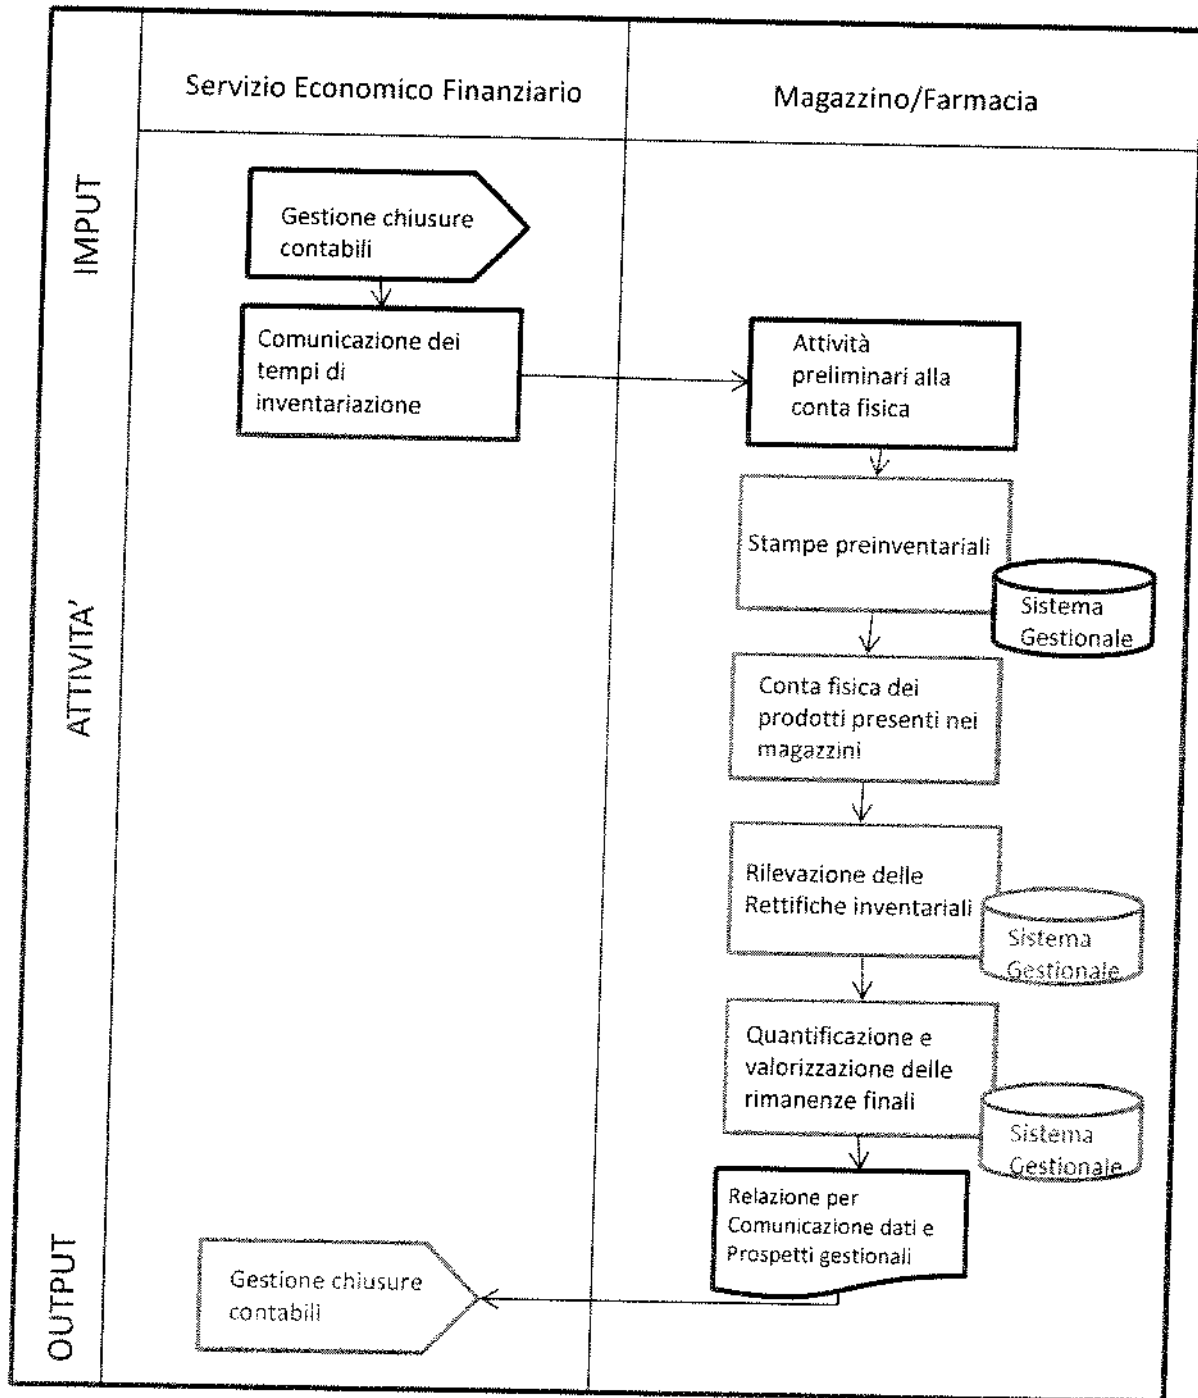 Servizio Economico Finanziario
Magazzino/Farmacia
IMPUT
Gestione chiusure
contabili
Comunicazione dei
tempi di
inventariazione
Attività
preliminari alla
conta fisica
ATTIVITA'
Stampe preinventariali
Sistema
Gestionale
Conta fisica dei
prodotti presenti nei
magazzini
Rilevazione delle
Rettifiche inventariali
Sistema
Gestionale
Quantificazione e
valorizzazione delle
rimanenze finali
Sistema
Gestionale
Relazione per
Comunicazione dati e
Prospetti gestionali
OUTPUT
Gestione chiusure
contabili